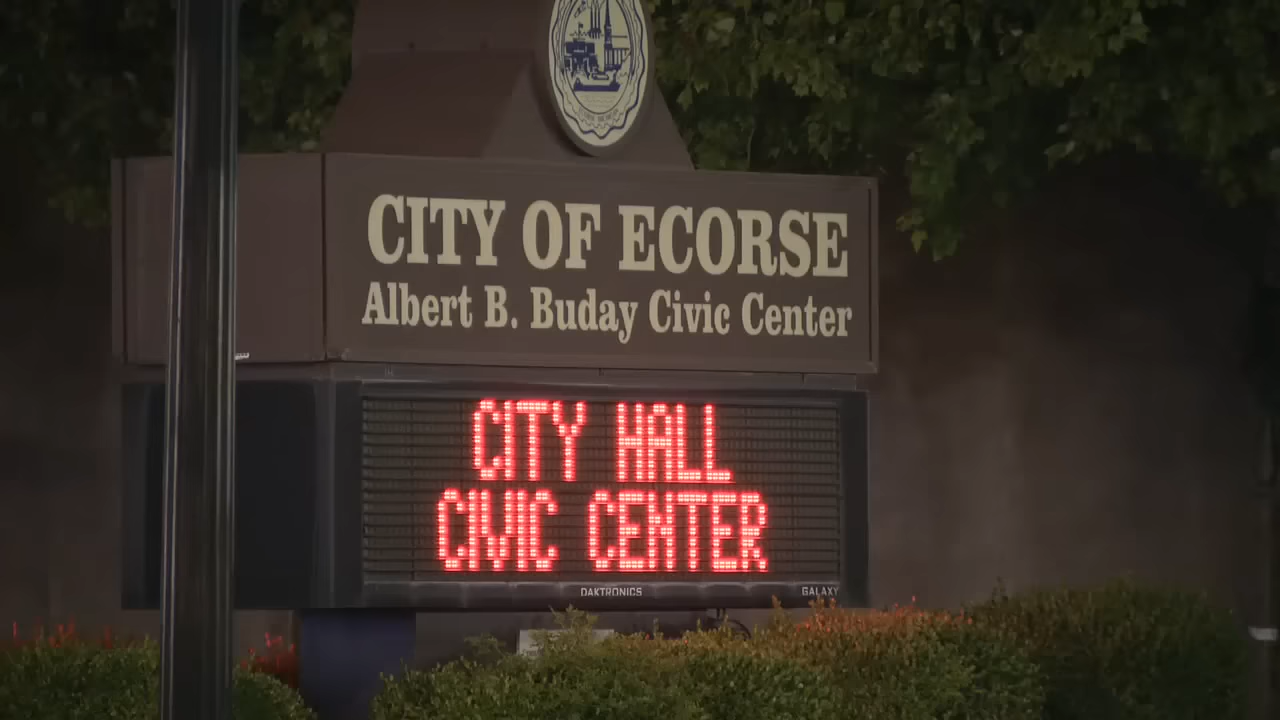 CITY OF ECORSE
Albert B. Buday Civic Center
CITY HALL
CIVIC CENTER
DAKTRONICS GALAXY